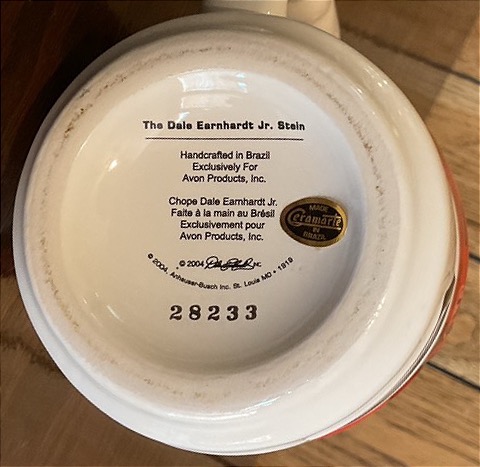 The Dale Earnhardt Jr. Stein
Handcrafted in Brazil
Exclusively For
Avon Products, Inc.
Chope Dale Earnhardt Jr.
Faite à la main au Brésil
Exclusivement pour
Avon Products, Inc.
MADE
Ceramarte
IN
BRAZIL
© 2004
© 2004, Anheuser-Busch Inc. St. Louis MO • 1919
28233